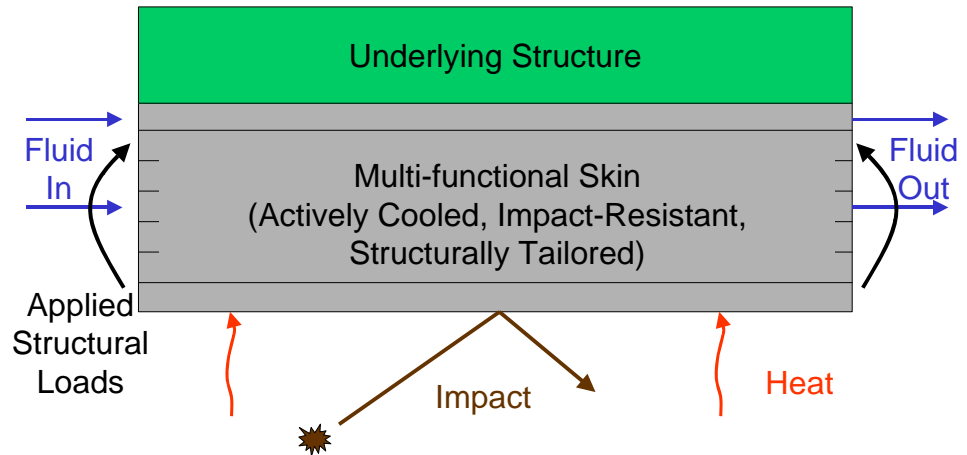 Underlying Structure
Fluid
In
Multi-functional Skin
(Actively Cooled, Impact-Resistant,
Structurally Tailored)
Fluid
Out
Applied
Structural
Loads
Impact
Heat